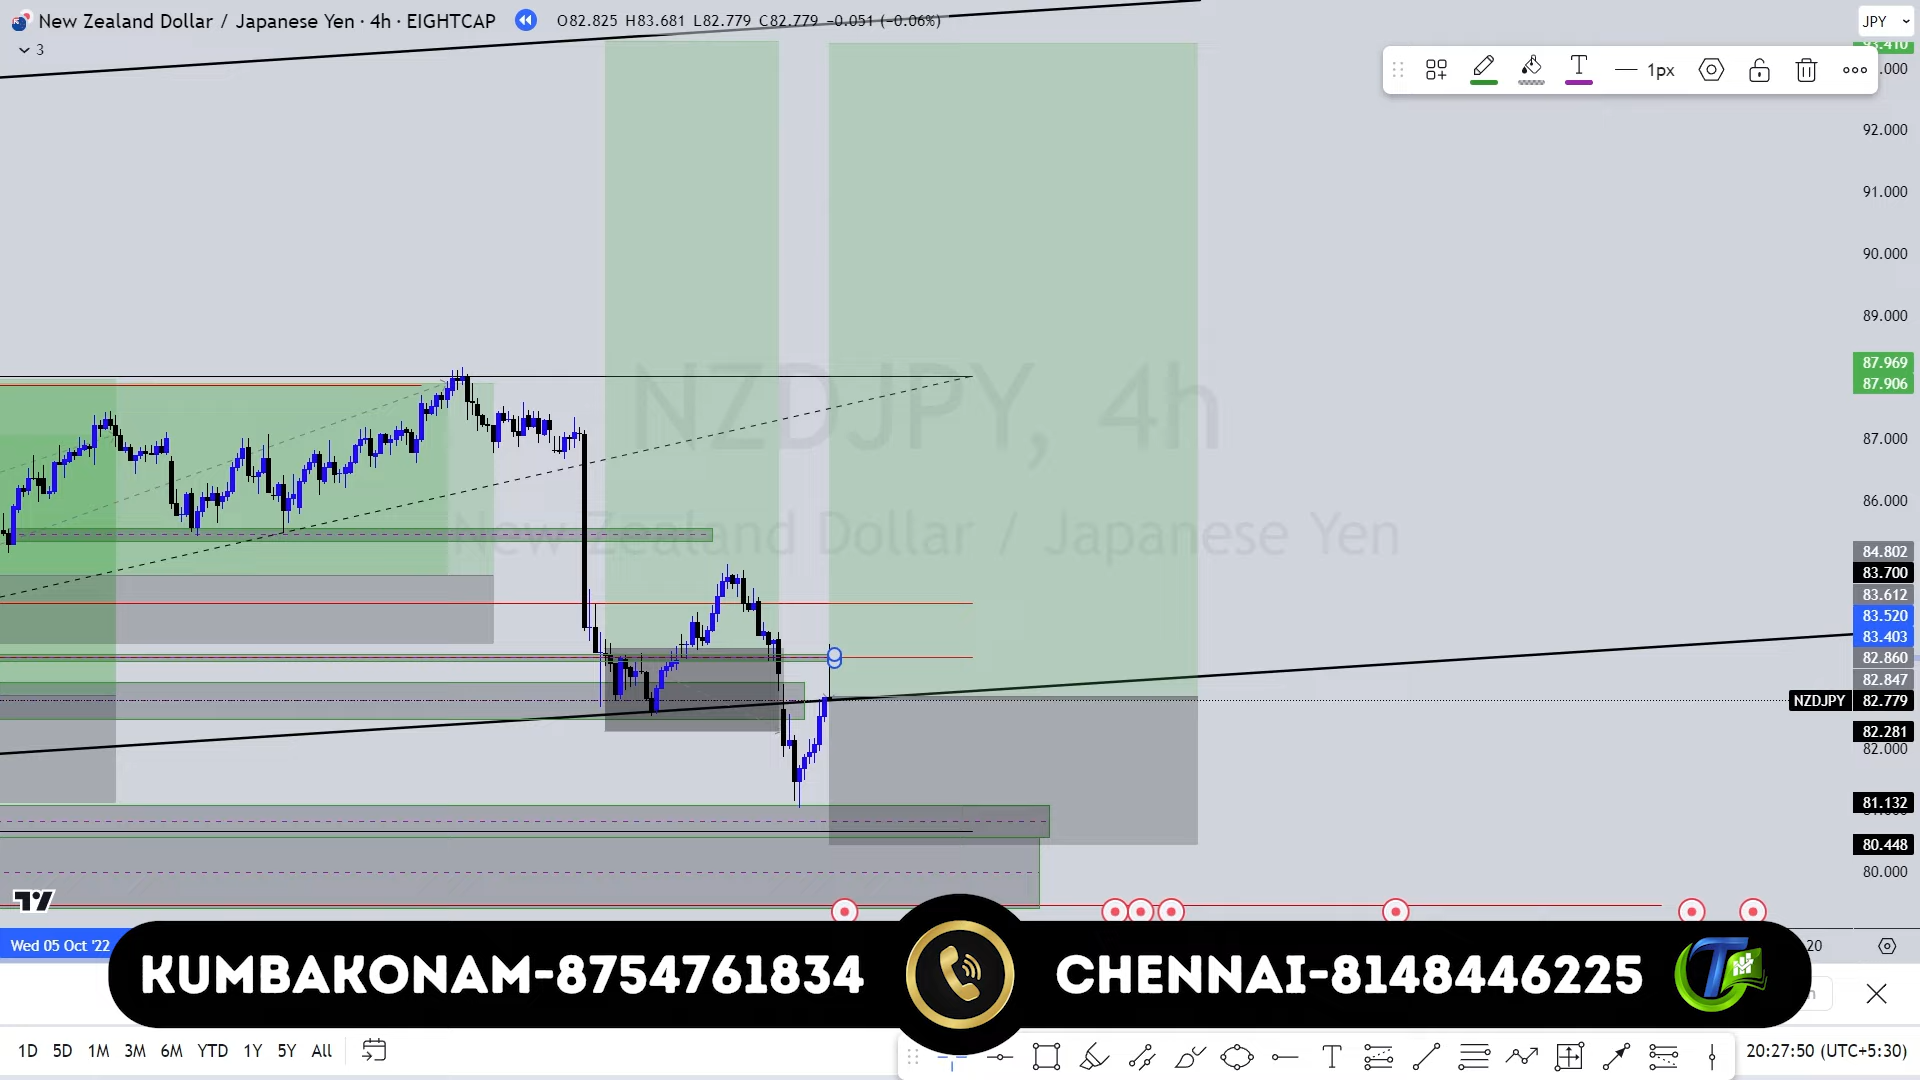 New Zealand Dollar / Japanese Yen · 4h · EIGHTCAP
O82.825 H83.681 L82.779 C82.779 −0.051 (−0.06%)
JPY
3
93.410
1px
92.000
91.000
90.000
89.000
NZDJPY, 4h
New Zealand Dollar / Japanese Yen
87.969
87.906
87.000
86.000
84.802
83.700
83.612
83.520
83.403
82.860
82.847
NZDJPY 82.779
82.281
82.000
81.132
80.448
80.000
Wed 05 Oct '22
20
KUMBAKONAM-8754761834
CHENNAI-8148446225
1D 5D 1M 3M 6M YTD 1Y 5Y All
20:27:50 (UTC+5:30)